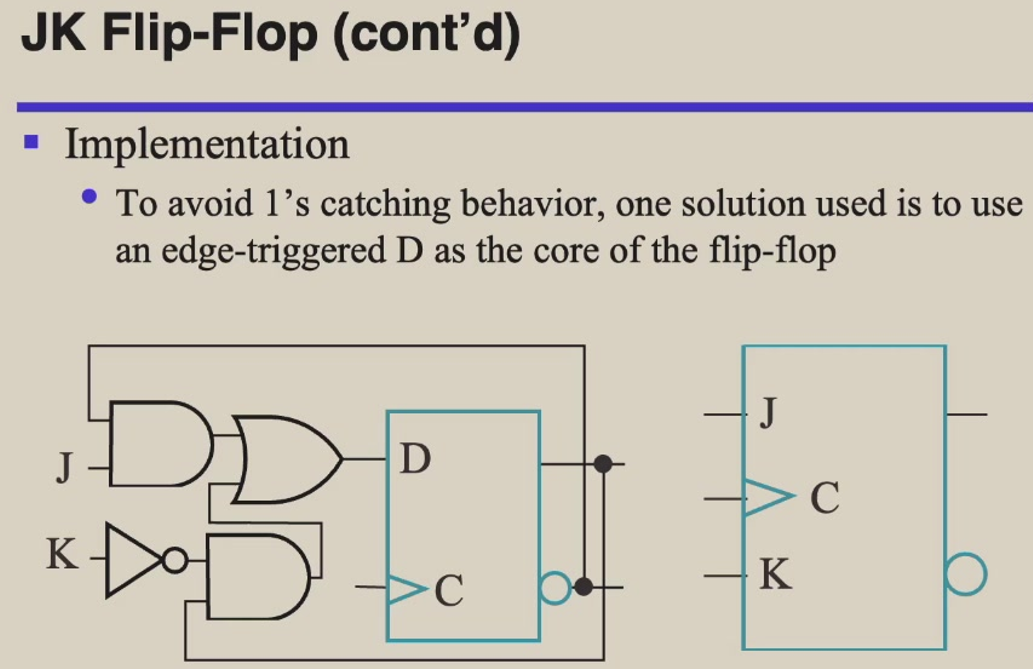 JK Flip-Flop (cont’d)
Implementation
To avoid 1’s catching behavior, one solution used is to use
an edge-triggered D as the core of the flip-flop
J
K
D
C
J
C
K